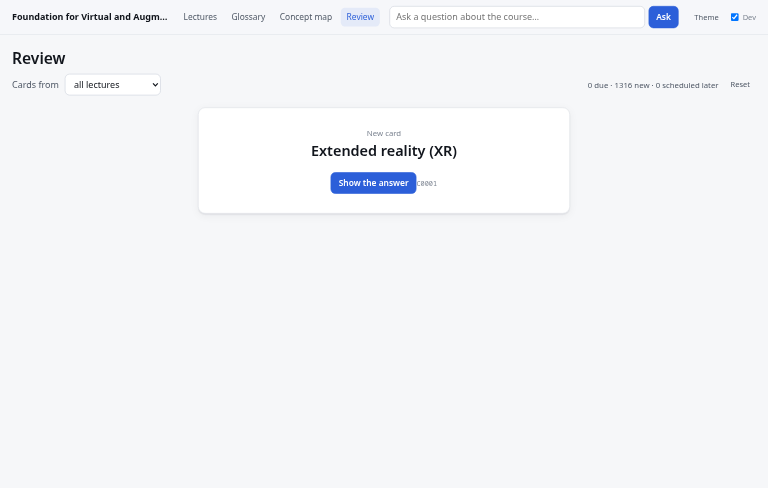 Foundation for Virtual and Augm... Lectures Glossary Concept map Review Ask a question about the course... Ask Theme Dev
Review
Cards from all lectures 0 due · 1316 new · 0 scheduled later Reset
New card
Extended reality (XR)
Show the answer C0001